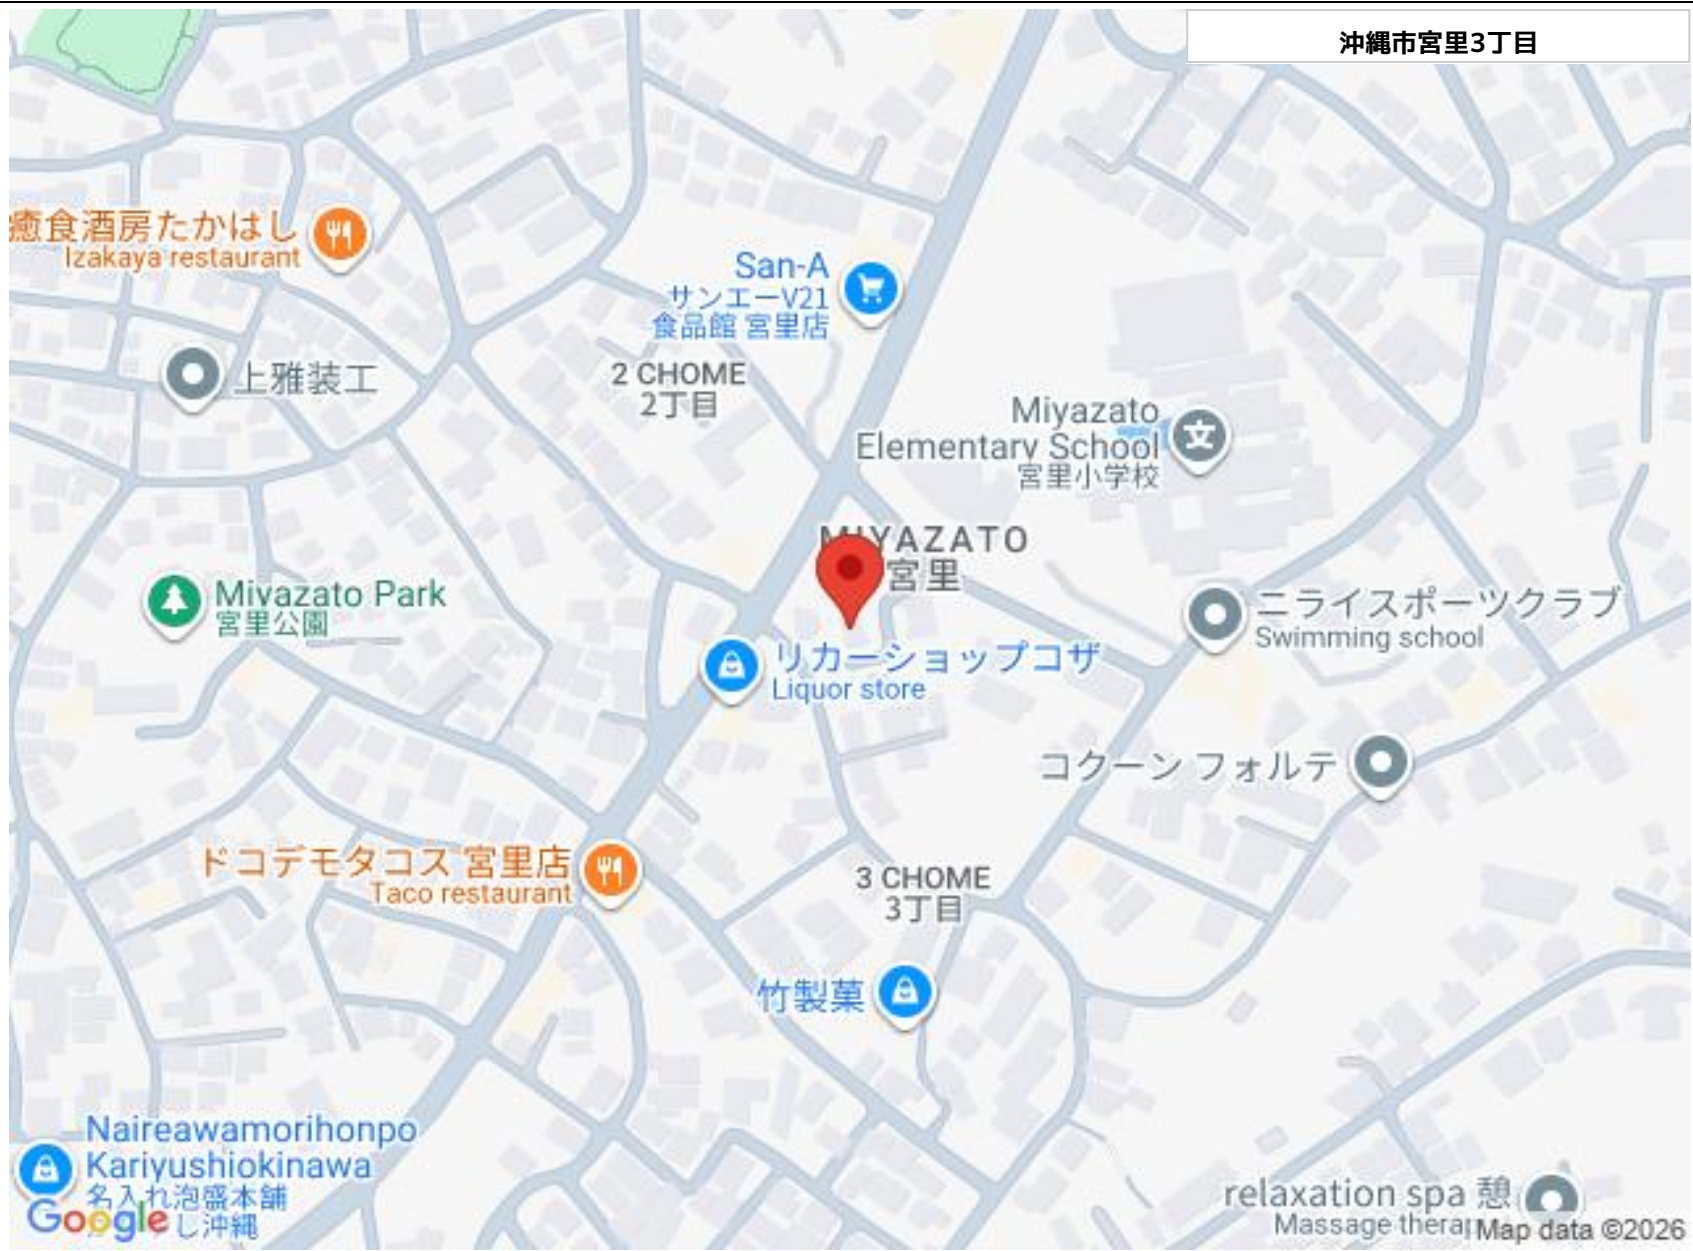 沖縄市宮里3丁目
癒食酒房たかはし
Izakaya restaurant
San-A
サンエーV21
食品館 宮里店
上雅装工
2 CHOME
2丁目
Miyazato
Elementary School
宮里小学校
MIYAZATO
宮里
Miyazato Park
宮里公園
ニライスポーツクラブ
Swimming school
リカーショップコザ
Liquor store
コクーン フォルテ
ドコデモタコス 宮里店
Taco restaurant
3 CHOME
3丁目
竹製菓
Naireawamorihonpo
Kariyushiokinawa
名入れ泡盛本舗
し沖縄
Google
relaxation spa 憩
Massage therap
Map data ©2026